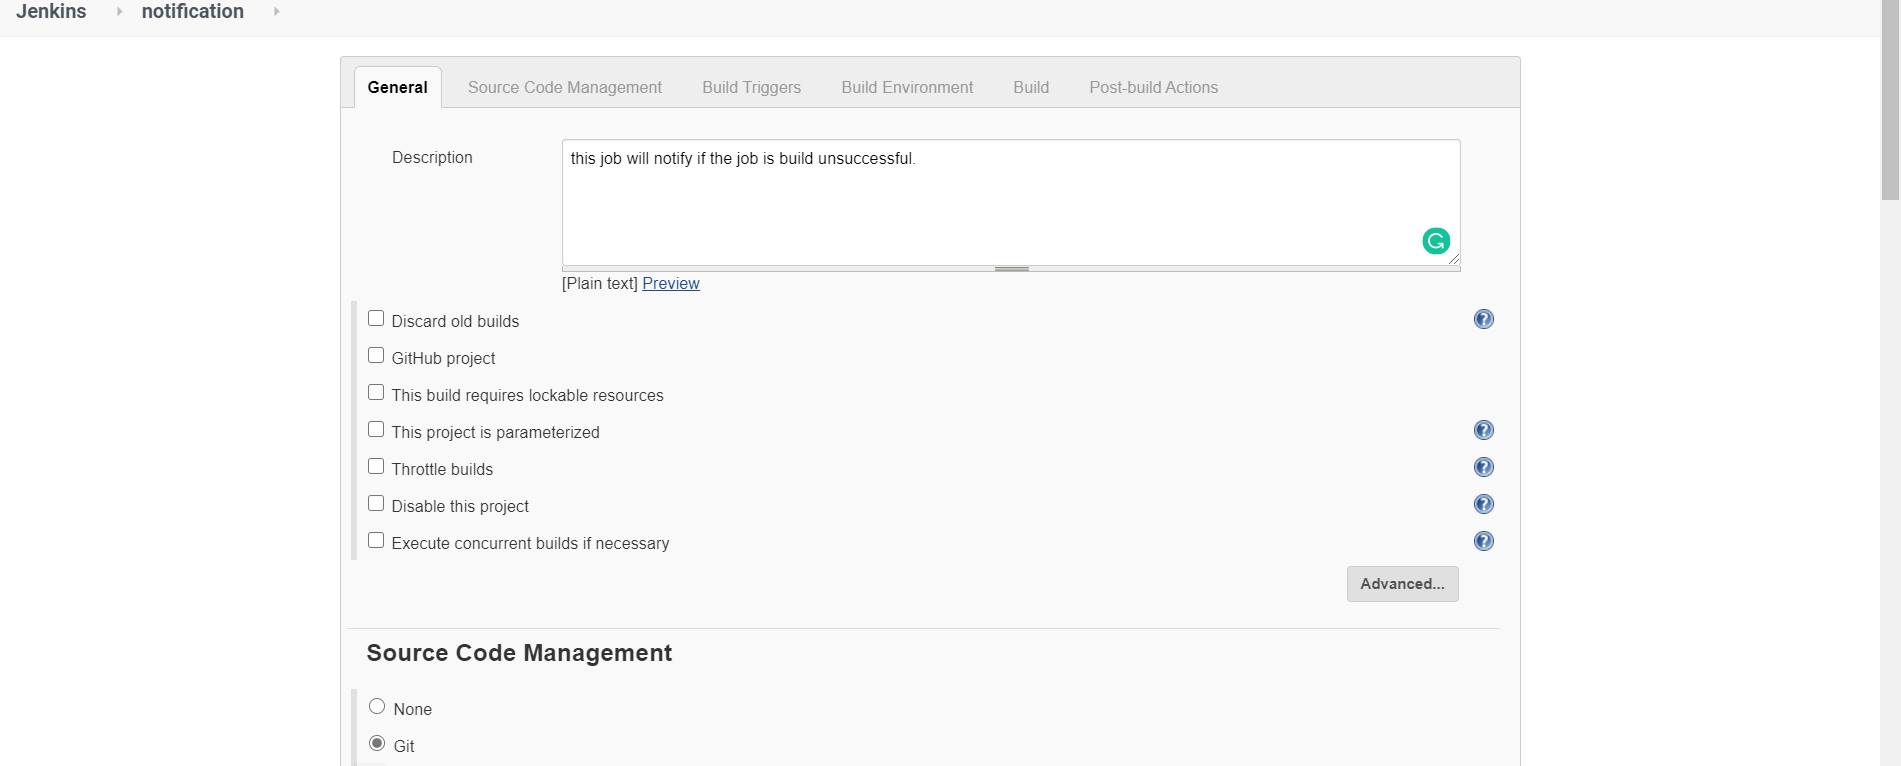 Jenkins notification
General Source Code Management Build Triggers Build Environment Build Post-build Actions
Description
this job will notify if the job is build unsuccessful.
[Plain text] Preview
Discard old builds
GitHub project
This build requires lockable resources
This project is parameterized
Throttle builds
Disable this project
Execute concurrent builds if necessary
Advanced...
Source Code Management
None
Git